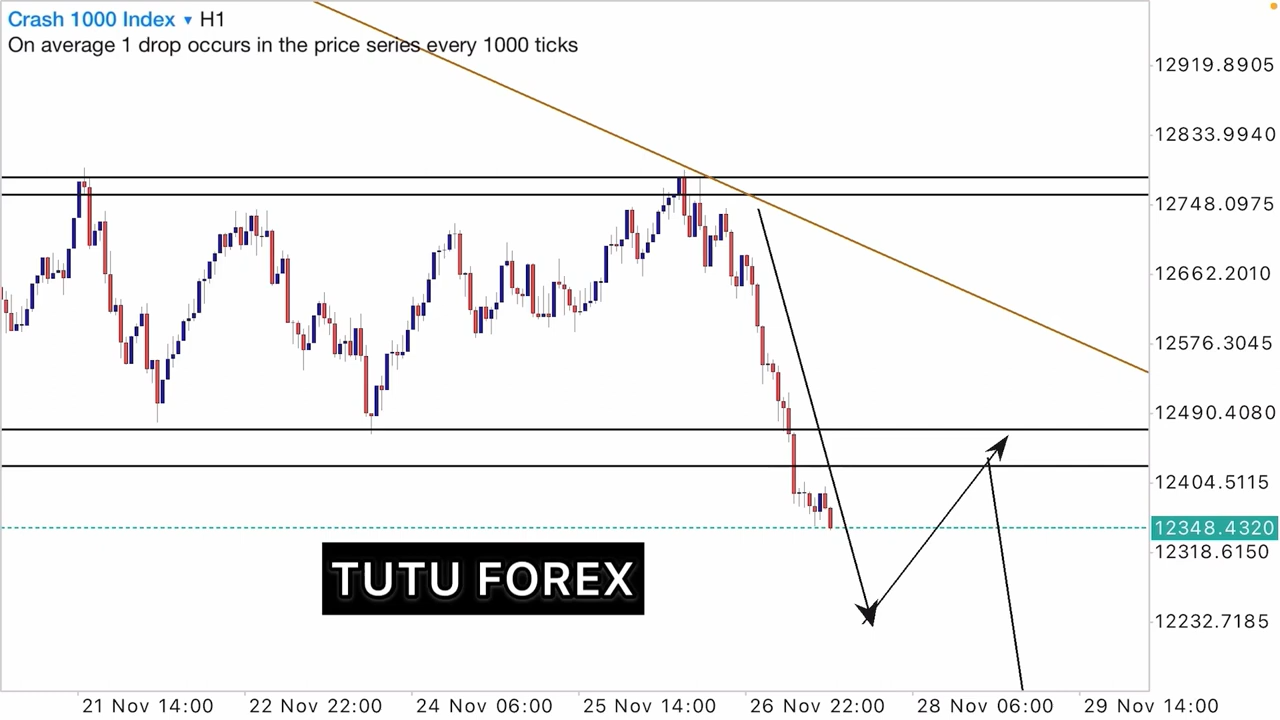 Crash 1000 Index ▾ H1
On average 1 drop occurs in the price series every 1000 ticks
12919.8905
12833.9940
12748.0975
12662.2010
12576.3045
12490.4080
12404.5115
12348.4320
12318.6150
12232.7185
TUTU FOREX
21 Nov 14:00 22 Nov 22:00 24 Nov 06:00 25 Nov 14:00 26 Nov 22:00 28 Nov 06:00 29 Nov 14:00